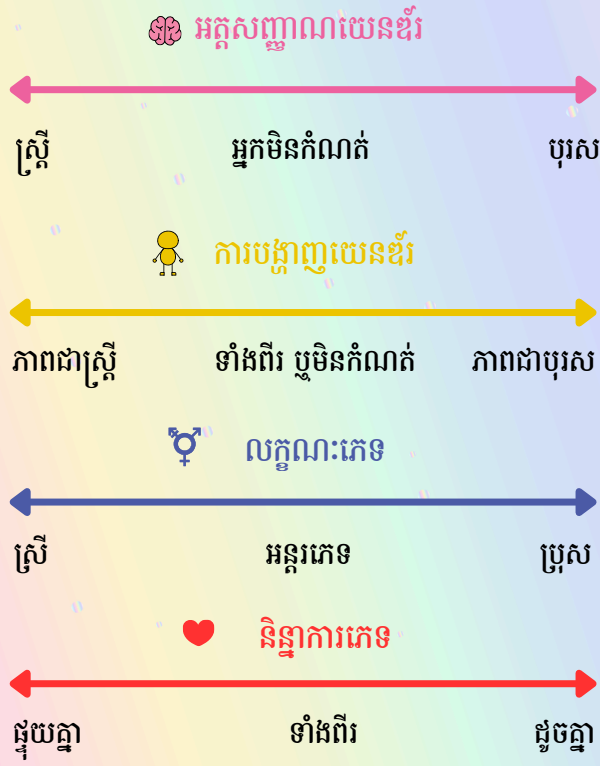 អត្តសញ្ញាណយេនឌ័រ
ស្ត្រី អ្នកមិនកំណត់ បុរស
ការបង្ហាញយេនឌ័រ
ភាពជាស្ត្រី ទាំងពីរ ឬមិនកំណត់ ភាពជាបុរស
លក្ខណៈភេទ
ស្រី អន្តរភេទ ប្រុស
និន្នាការភេទ
ផ្ទុយគ្នា ទាំងពីរ ដូចគ្នា